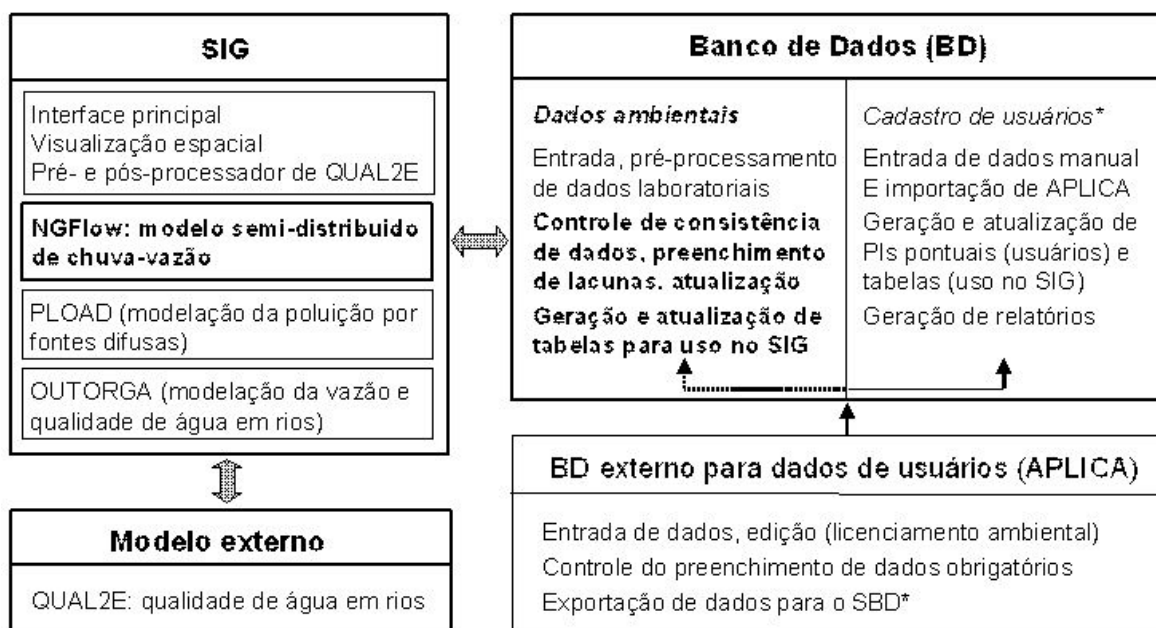 SIG
Interface principal
Visualização espacial
Pré- e pós-processador de QUAL2E
NGFlow: modelo semi-distribuido
de chuva-vazão
PLOAD (modelação da poluição por
fontes difusas)
OUTORGA (modelação da vazão e
qualidade de água em rios)
Modelo externo
QUAL2E: qualidade de água em rios
Banco de Dados (BD)
Dados ambientais
Entrada, pré-processamento
de dados laboratoriais
Controle de consistência
de dados, preenchimento
de lacunas, atualização
Geração e atualização de
tabelas para uso no SIG
Cadastro de usuários*
Entrada de dados manual
E importação de APLICA
Geração e atualização de
PIs pontuais (usuários) e
tabelas (uso no SIG)
Geração de relatórios
BD externo para dados de usuários (APLICA)
Entrada de dados, edição (licenciamento ambiental)
Controle do preenchimento de dados obrigatórios
Exportação de dados para o SBD*